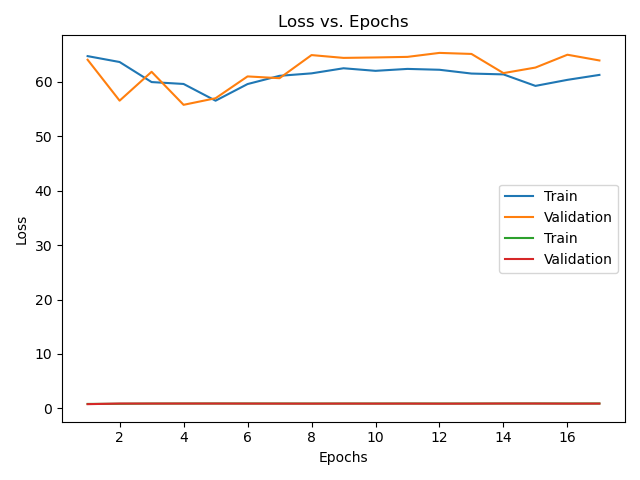 Loss vs. Epochs
Loss
60
50
40
30
20
10
0
Train
Validation
Train
Validation
2 4 6 8 10 12 14 16
Epochs